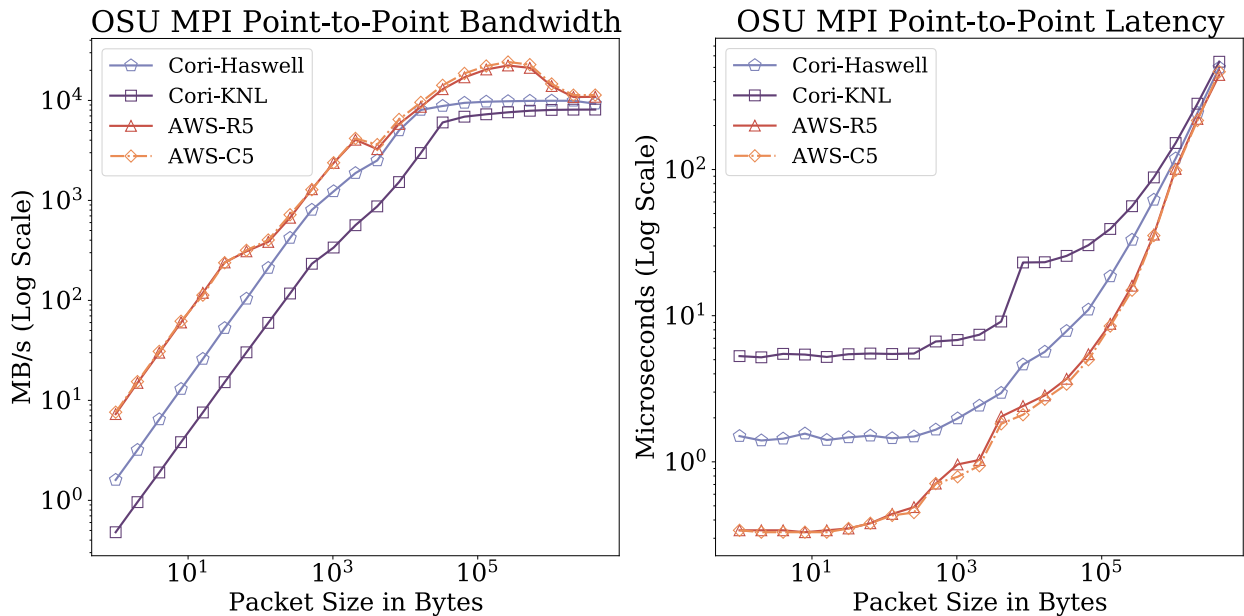 OSU MPI Point-to-Point Bandwidth
Cori-Haswell
Cori-KNL
AWS-R5
AWS-C5
10^4
10^3
10^2
10^1
10^0
MB/s (Log Scale)
10^1
10^3
10^5
Packet Size in Bytes
OSU MPI Point-to-Point Latency
Cori-Haswell
Cori-KNL
AWS-R5
AWS-C5
10^2
10^1
10^0
Microseconds (Log Scale)
10^1
10^3
10^5
Packet Size in Bytes